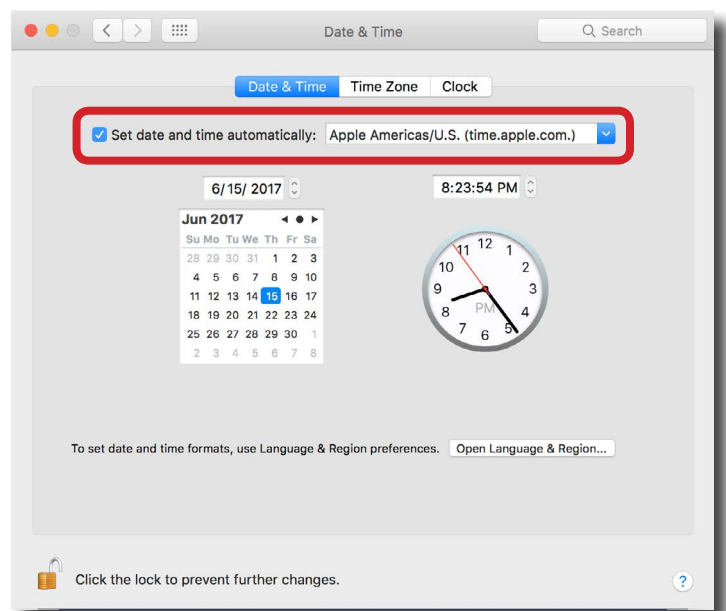 Date & Time
Search
Date & Time Time Zone Clock
Set date and time automatically: Apple Americas/U.S. (time.apple.com.)
6/15/2017
8:23:54 PM
Jun 2017
Su Mo Tu We Th Fr Sa
28 29 30 31 1 2 3
4 5 6 7 8 9 10
11 12 13 14 15 16 17
18 19 20 21 22 23 24
25 26 27 28 29 30 1
2 3 4 5 6 7 8
12 1 2 3 4 5 6 7 8 9 10 11
PM
To set date and time formats, use Language & Region preferences. Open Language & Region...
Click the lock to prevent further changes.
?